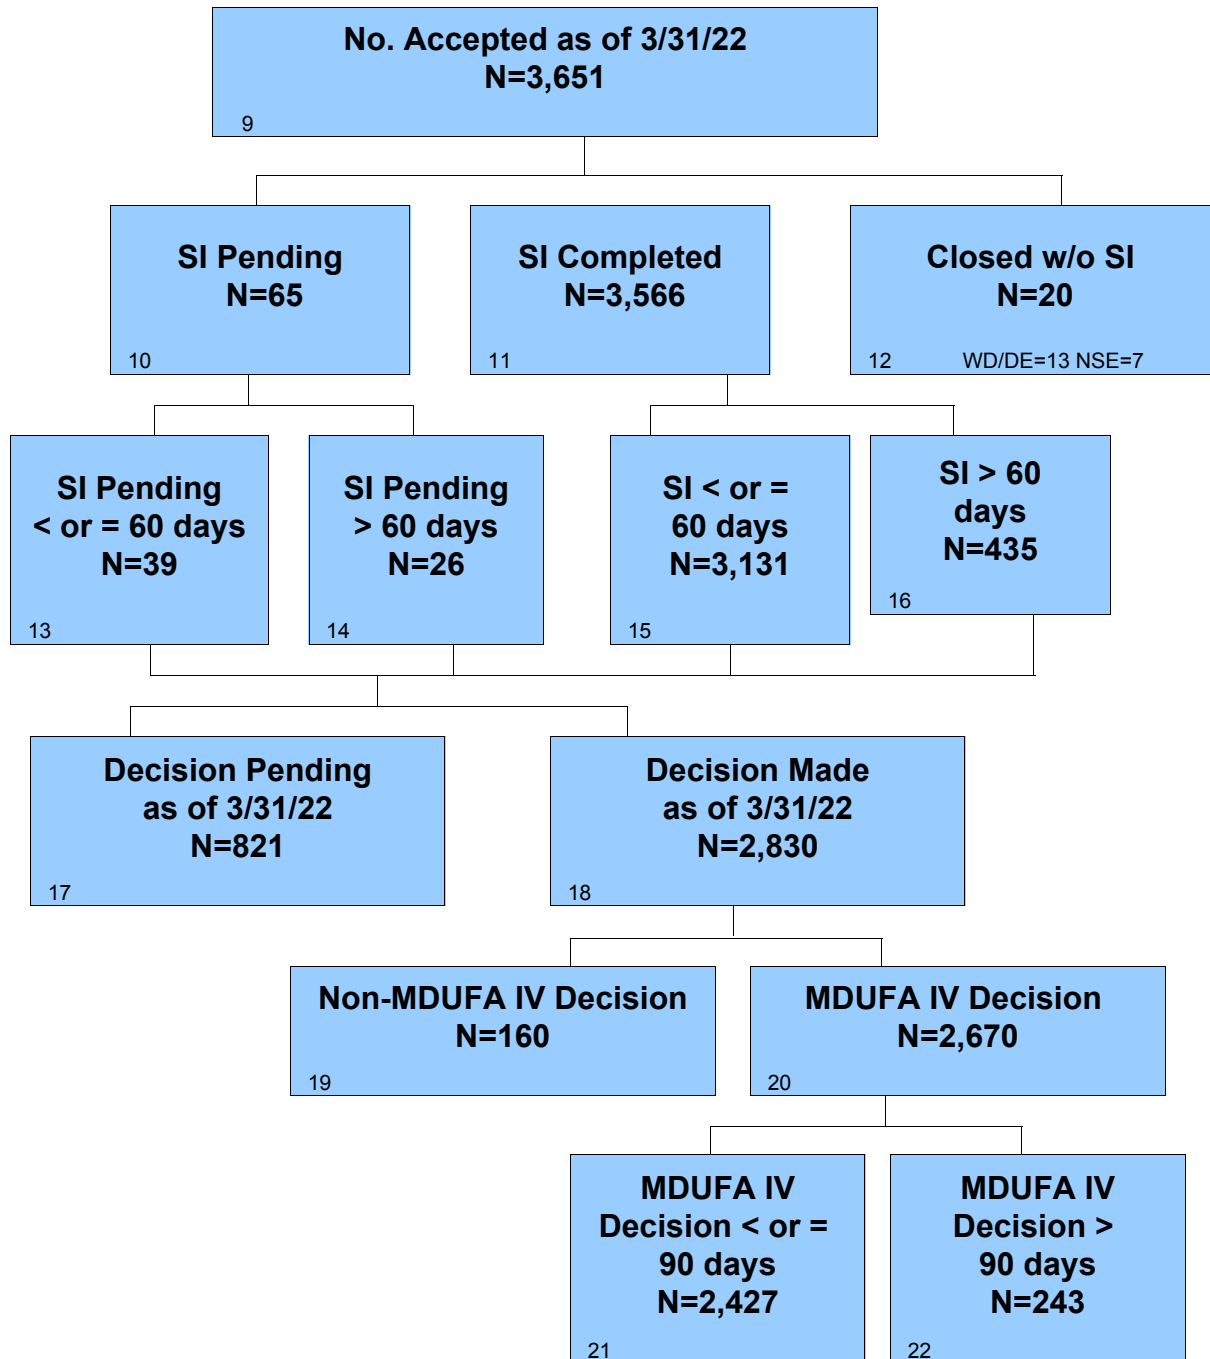 No. Accepted as of 3/31/22
N=3,651
9
SI Pending
N=65
10
SI Completed
N=3,566
11
Closed w/o SI
N=20
12 WD/DE=13 NSE=7
SI Pending
< or = 60 days
N=39
13
SI Pending
> 60 days
N=26
14
SI < or =
60 days
N=3,131
15
SI > 60
days
N=435
16
Decision Pending
as of 3/31/22
N=821
17
Decision Made
as of 3/31/22
N=2,830
18
Non-MDUFA IV Decision
N=160
19
MDUFA IV Decision
N=2,670
20
MDUFA IV
Decision < or =
90 days
N=2,427
21
MDUFA IV
Decision >
90 days
N=243
22